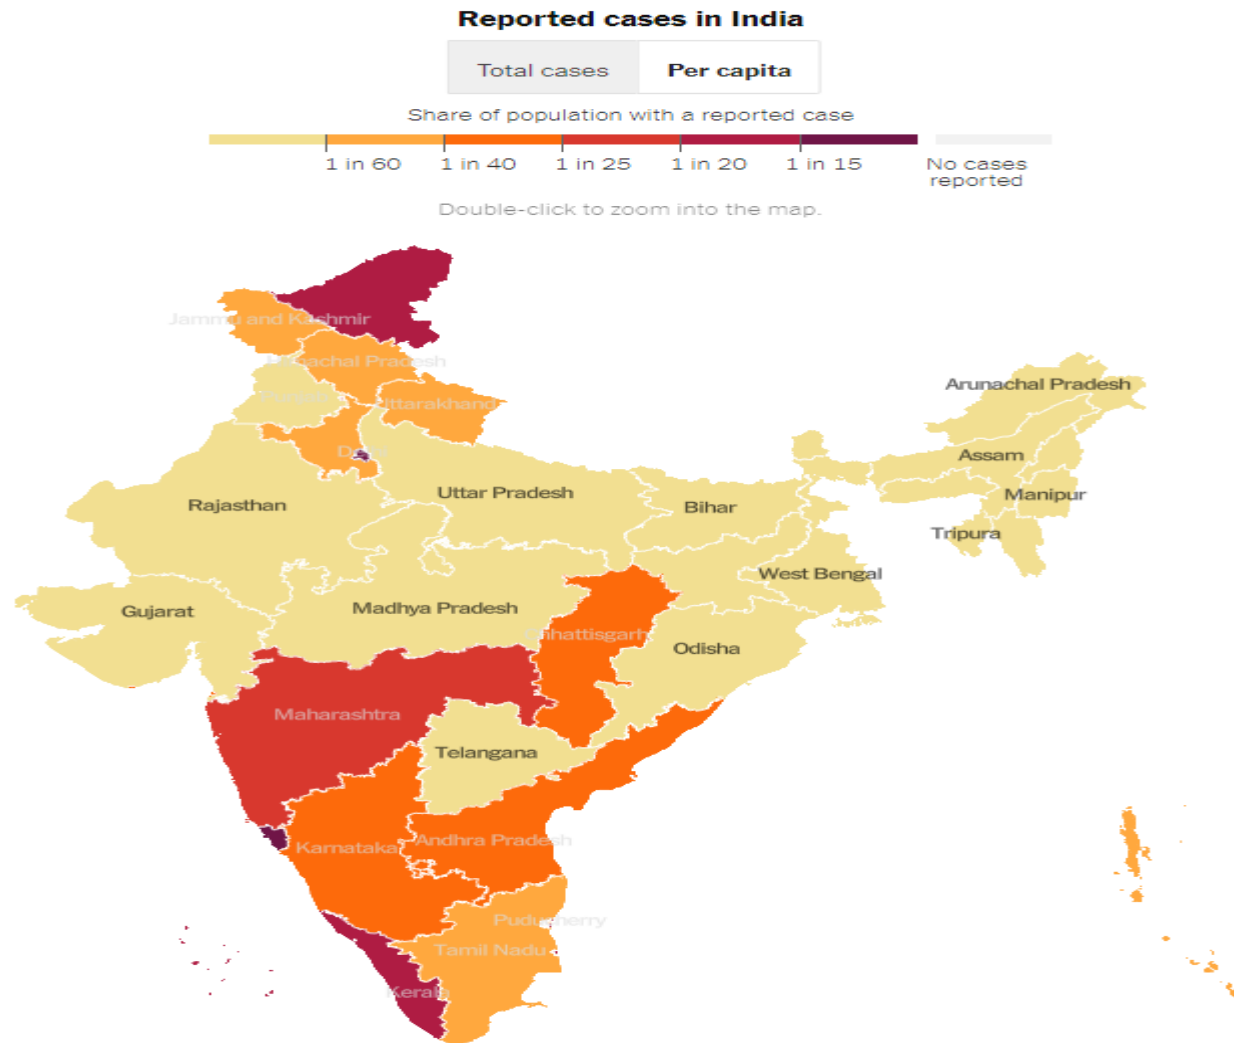 Reported cases in India
Total cases
Per capita
Share of population with a reported case
1 in 60
1 in 40
1 in 25
1 in 20
1 in 15
No cases
reported
Double-click to zoom into the map.
Jammu and Kashmir
Himachal Pradesh
Punjab
Uttarakhand
Arunachal Pradesh
Delhi
Assam
Uttar Pradesh
Manipur
Rajasthan
Bihar
Tripura
West Bengal
Gujarat
Madhya Pradesh
Chhattisgarh
Odisha
Maharashtra
Telangana
Andhra Pradesh
Karnataka
Puducherry
Tamil Nadu
Kerala